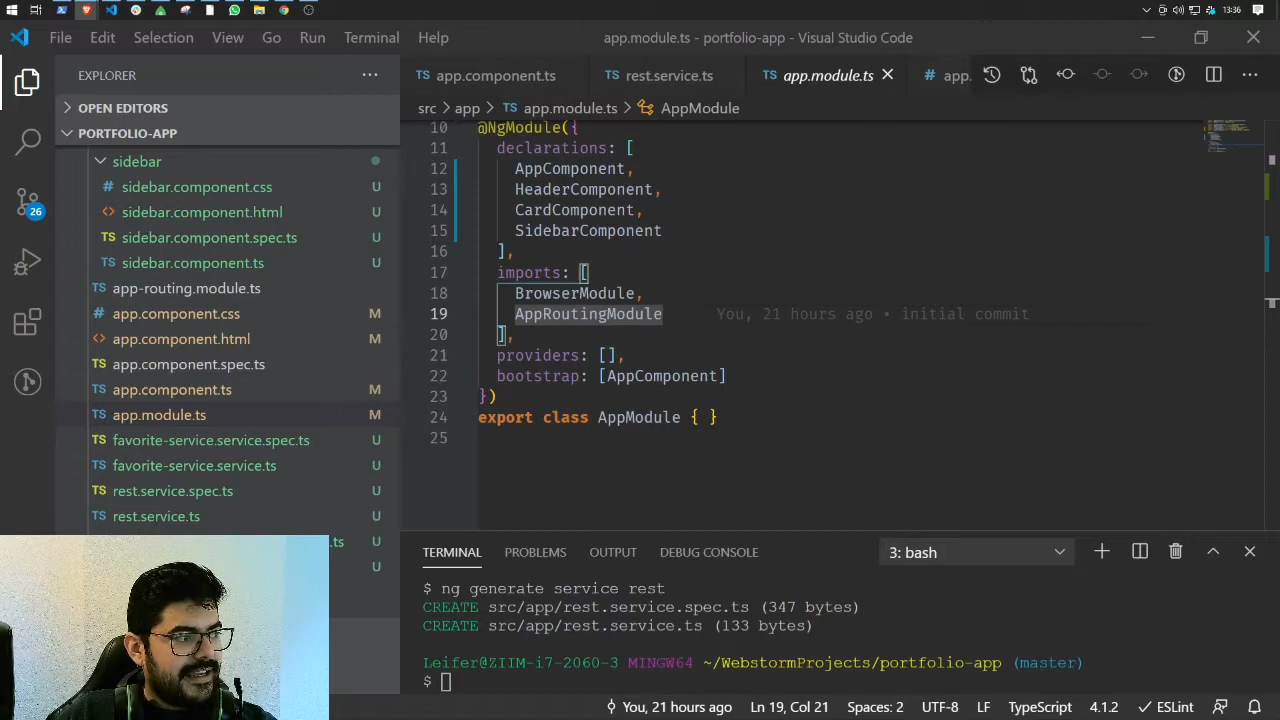 13:36
File Edit Selection View Go Run Terminal Help
app.module.ts - portfolio-app - Visual Studio Code
EXPLORER
OPEN EDITORS
PORTFOLIO-APP
sidebar
sidebar.component.css U
sidebar.component.html U
TS sidebar.component.spec.ts U
TS sidebar.component.ts U
TS app-routing.module.ts
app.component.css M
app.component.html M
TS app.component.spec.ts
TS app.component.ts M
TS app.module.ts M
TS favorite-service.service.spec.ts U
TS favorite-service.service.ts U
TS rest.service.spec.ts U
TS rest.service.ts U
.ts U
U
26
TS app.component.ts
TS rest.service.ts
TS app.module.ts
# app.
src > app > TS app.module.ts > AppModule
10 @NgModule({
11 declarations: [
12 AppComponent,
13 HeaderComponent,
14 CardComponent,
15 SidebarComponent
16 ],
17 imports: [
18 BrowserModule,
19 AppRoutingModule You, 21 hours ago • initial commit
20 ],
21 providers: [],
22 bootstrap: [AppComponent]
23 })
24 export class AppModule { }
25
TERMINAL PROBLEMS OUTPUT DEBUG CONSOLE 3: bash
$ ng generate service rest
CREATE src/app/rest.service.spec.ts (347 bytes)
CREATE src/app/rest.service.ts (133 bytes)
Leifer@ZIIM-i7-2060-3 MINGW64 ~/WebstormProjects/portfolio-app (master)
$
You, 21 hours ago Ln 19, Col 21 Spaces: 2 UTF-8 LF TypeScript 4.1.2 ESLint